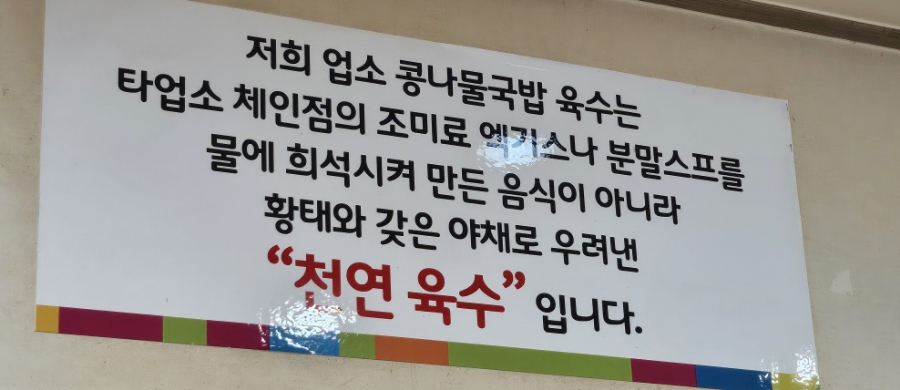 저희 업소 콩나물국밥 육수는
타업소 체인점의 조미료 엑기스나 분말스프를
물에 희석시켜 만든 음식이 아니라
황태와 갖은 야채로 우려낸
“천연 육수” 입니다.